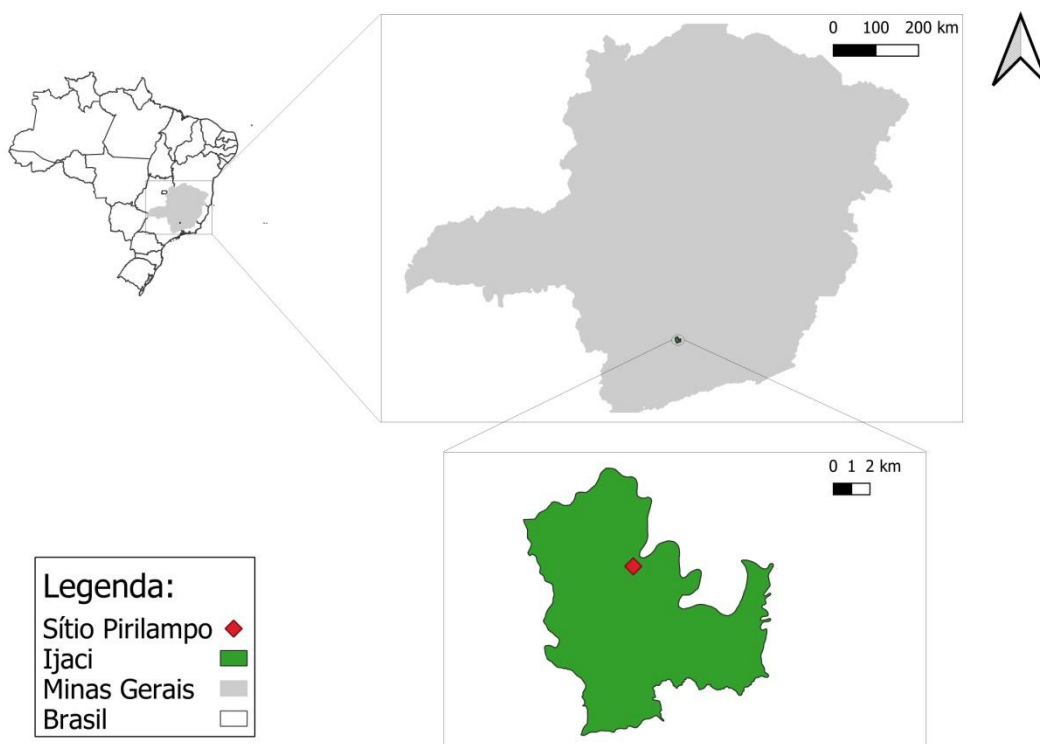 0 100 200 km
0 1 2 km
Legenda:
Sítio Pirilampo
Ijaci
Minas Gerais
Brasil